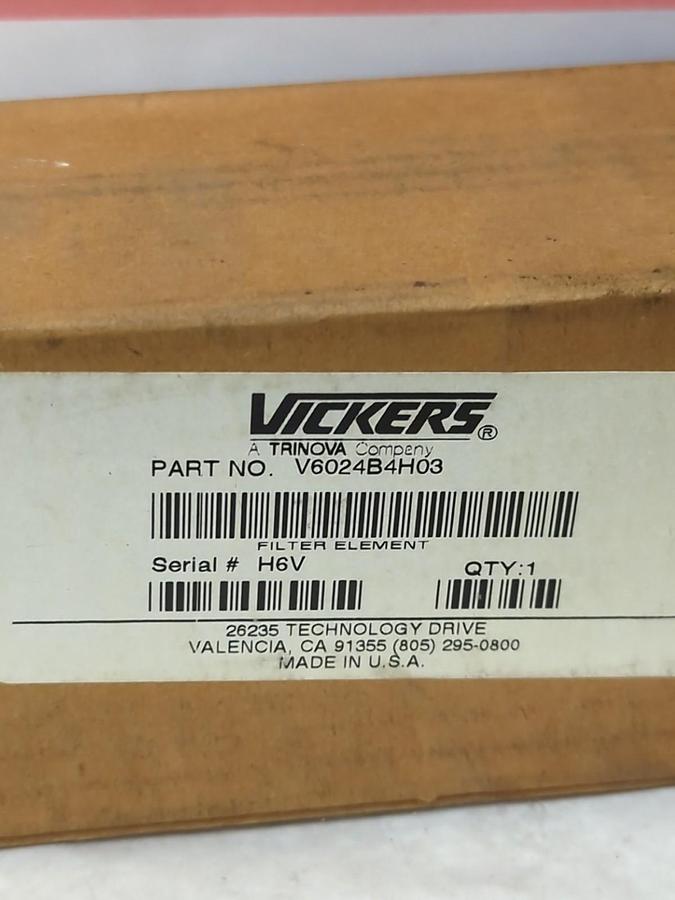 VICKERS®
A TRINOVA Company
PART NO. V6024B4H03
FILTER ELEMENT
Serial # H6V QTY:1
26235 TECHNOLOGY DRIVE
VALENCIA, CA 91355 (805) 295-0800
MADE IN U.S.A.